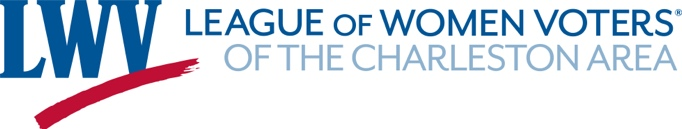 LWV
LEAGUE OF WOMEN VOTERS®
OF THE CHARLESTON AREA